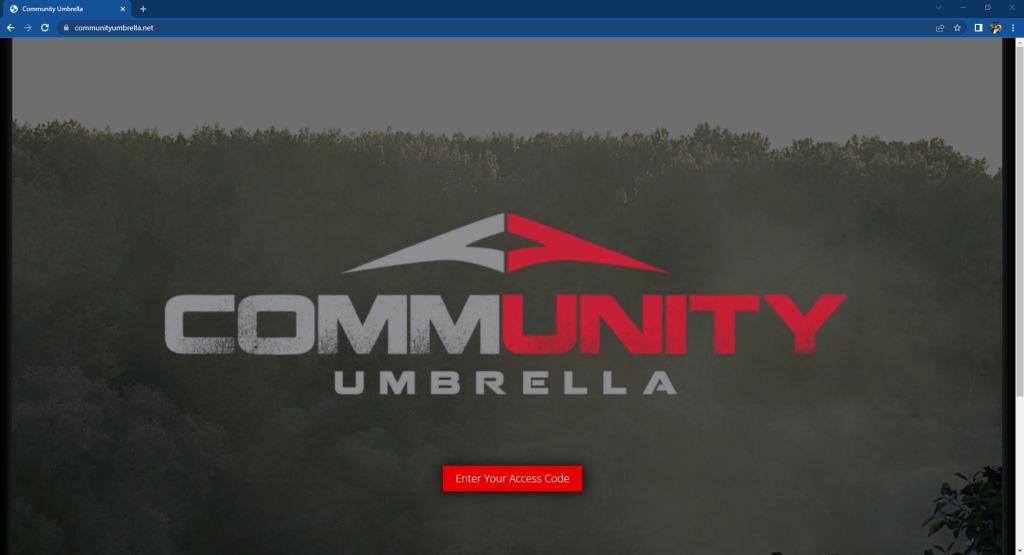 Community Umbrella
communityumbrella.net
COMMUNITY
UMBRELLA
Enter Your Access Code